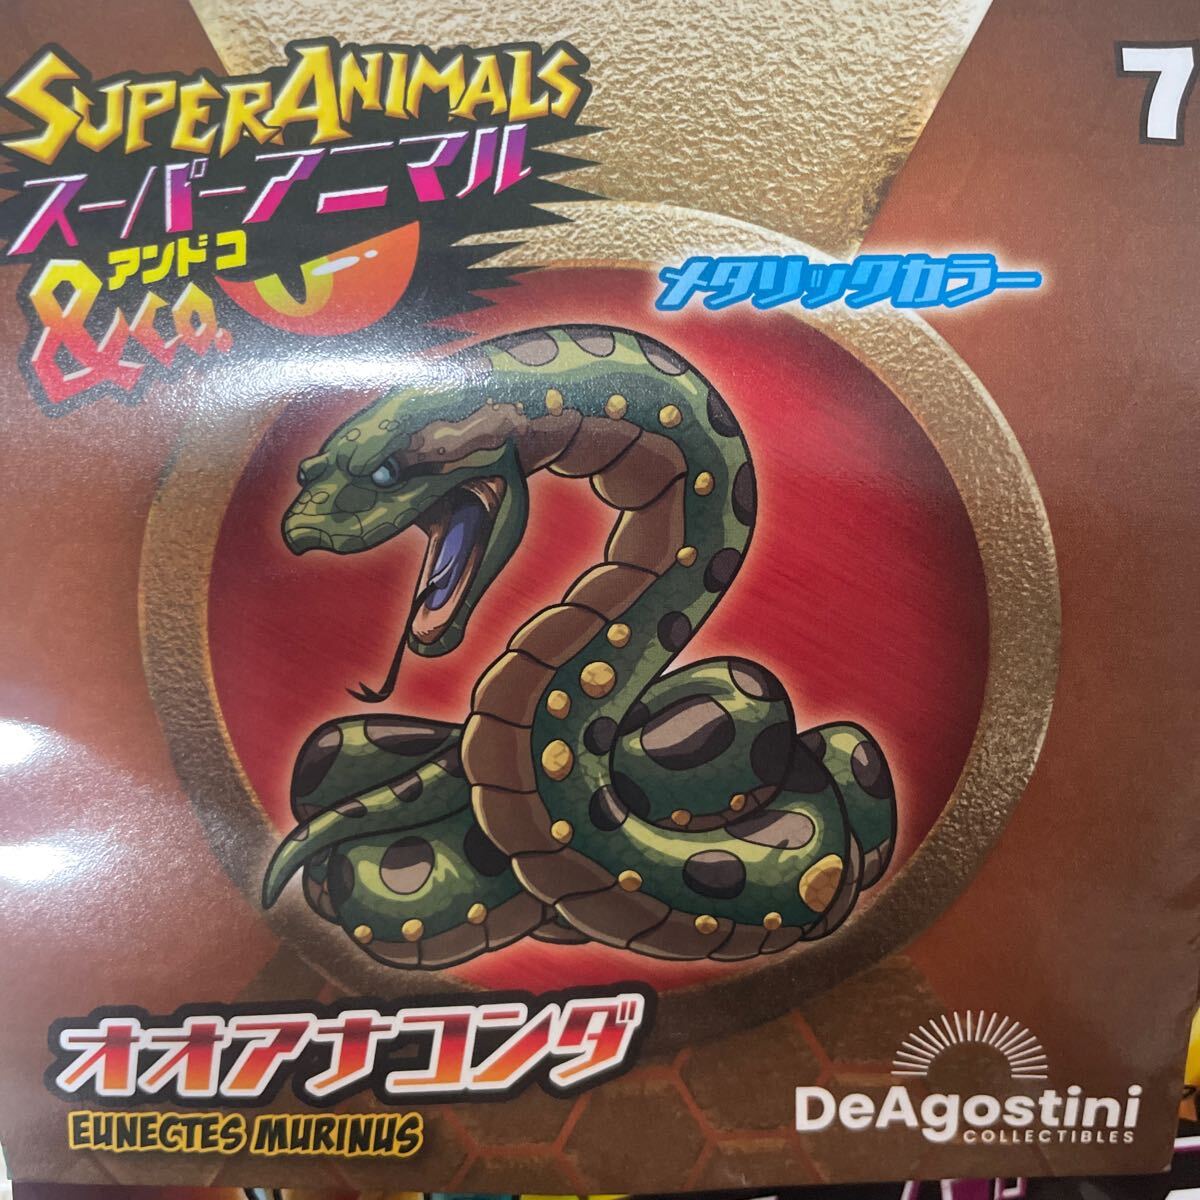 SUPERANIMALS
7
スーパーアニマル
アンドコ
&CO.
メタリックカラー
オオアナコンダ
EUNECTES MURINUS
DeAgostini
COLLECTIBLES